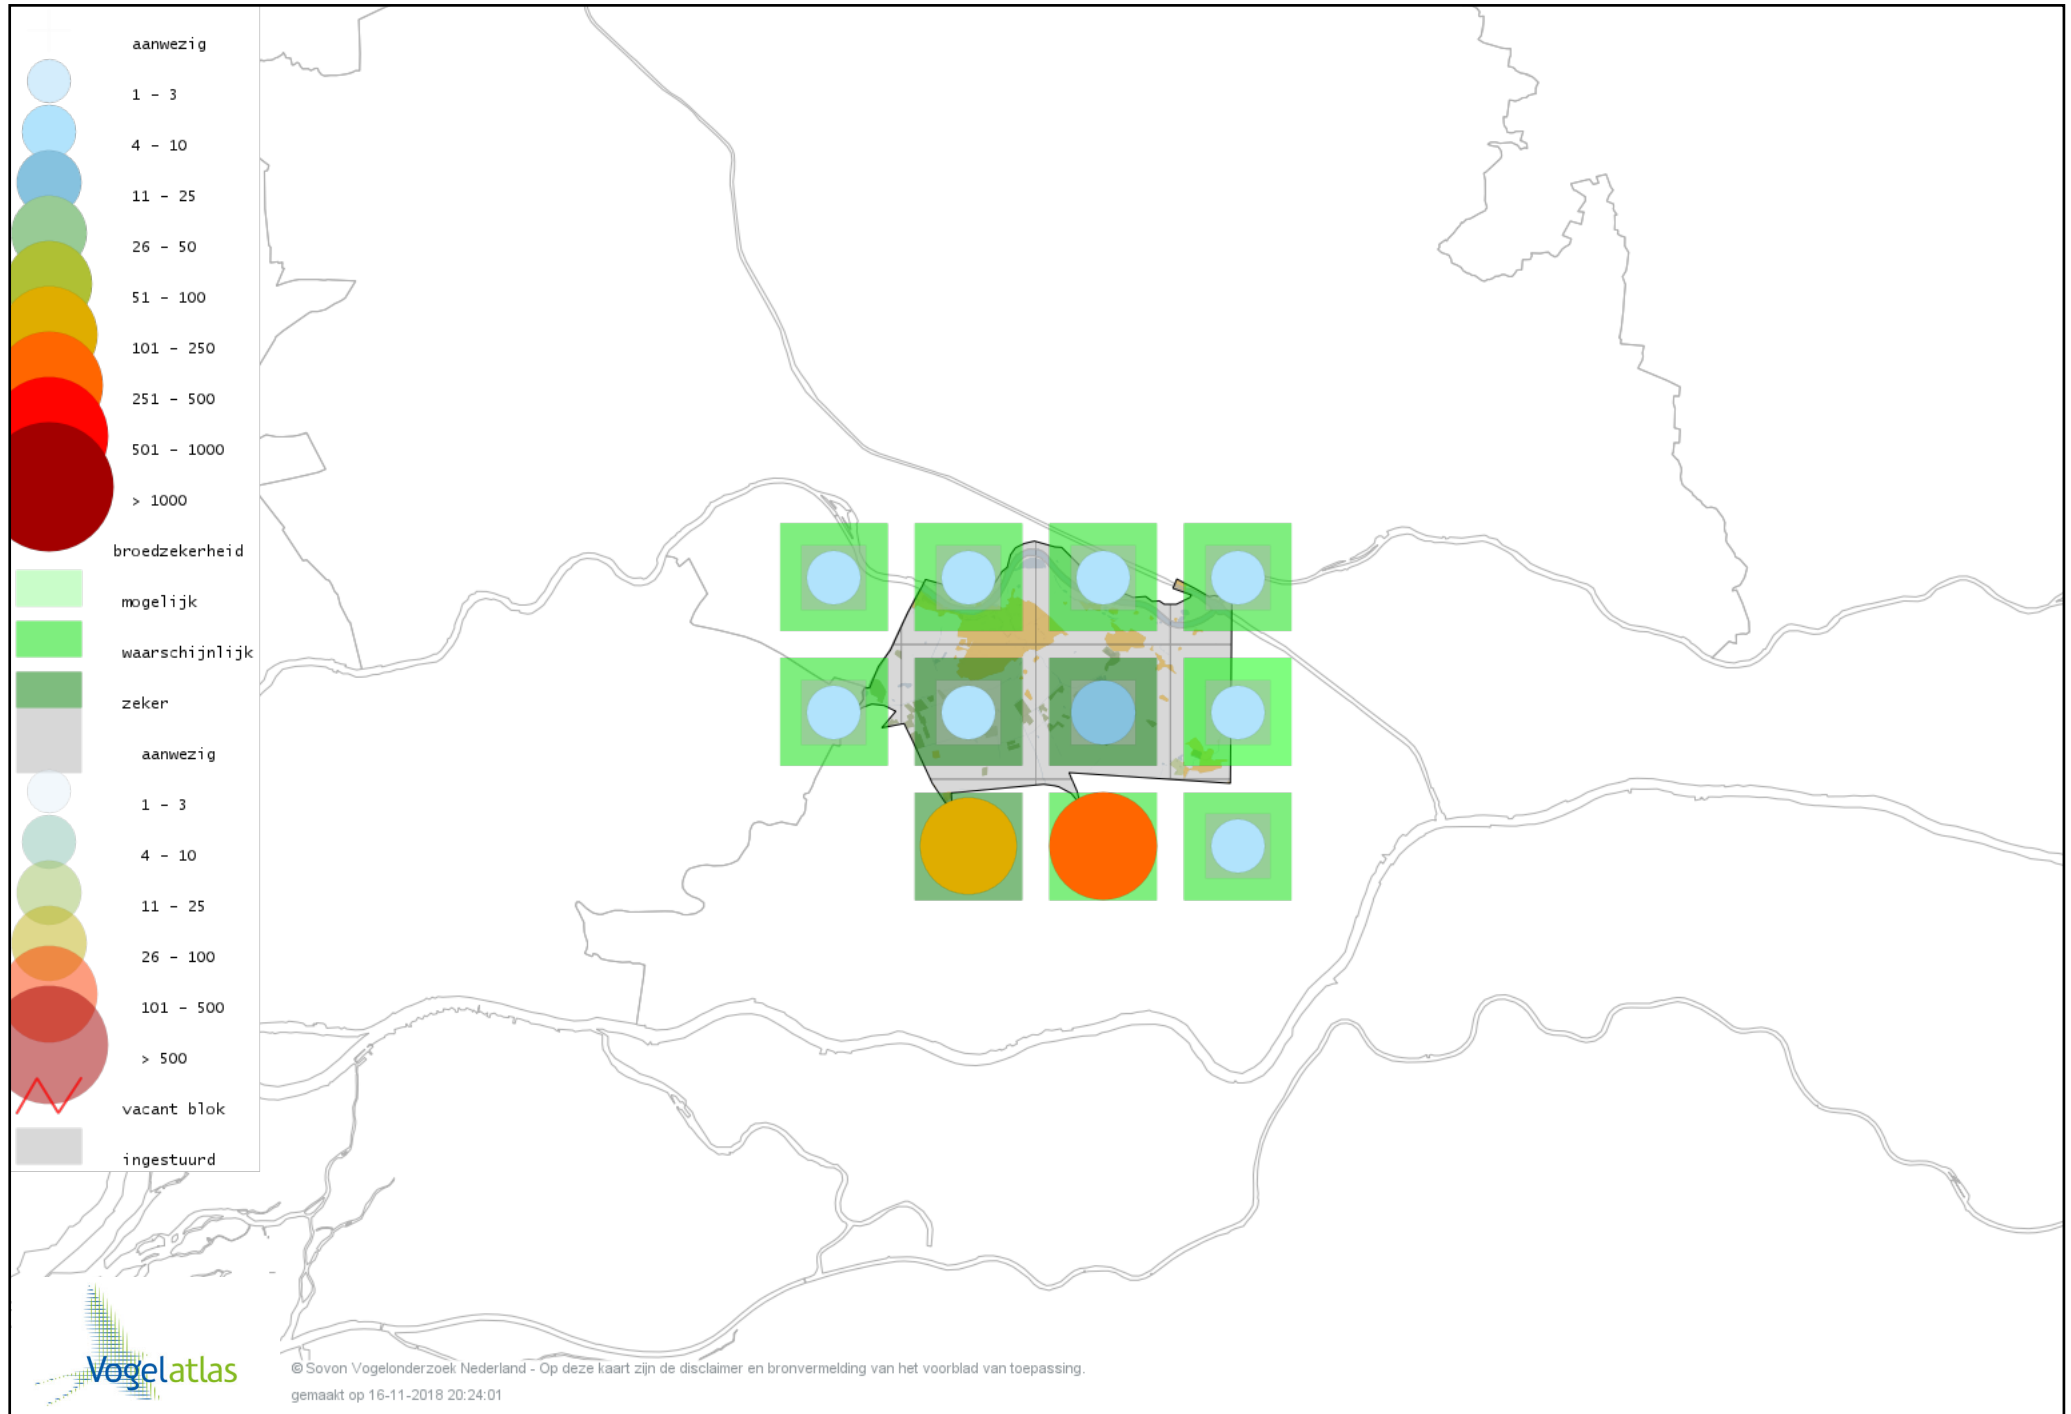 aanwezig
1 - 3
4 - 10
11 - 25
26 - 50
51 - 100
101 - 250
251 - 500
501 - 1000
> 1000
broedzekerheid
mogelijk
waarschijnlijk
zeker
aanwezig
1 - 3
4 - 10
11 - 25
26 - 100
101 - 500
> 500
vacant blok
ingestuurd
Vogelatlas
© Sovon Vogelonderzoek Nederland - Op deze kaart zijn de disclaimer en bronvermelding van het voorblad van toepassing.
gemaakt op 16-11-2018 20:24:01